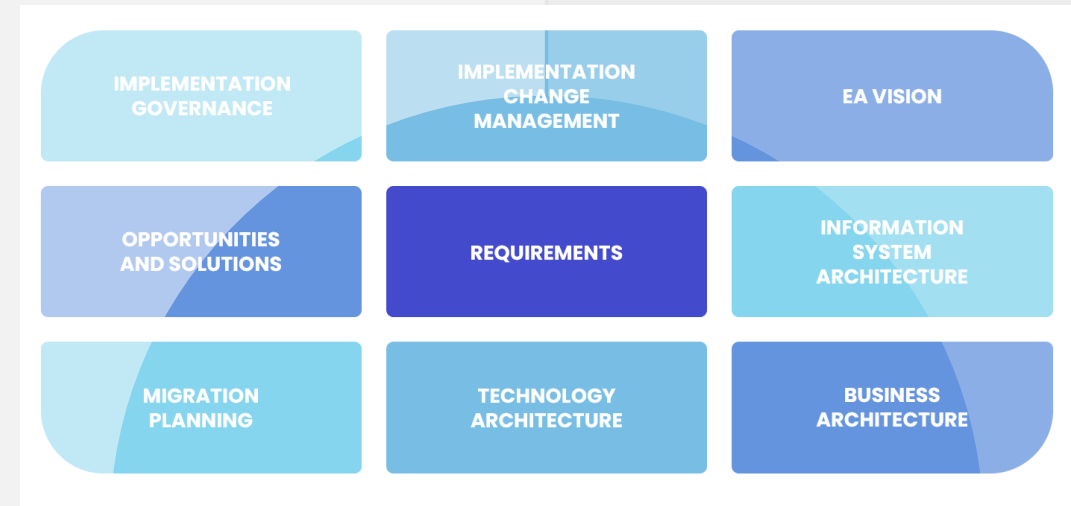 IMPLEMENTATION
GOVERNANCE
IMPLEMENTATION
CHANGE
MANAGEMENT
EA VISION
OPPORTUNITIES
AND SOLUTIONS
REQUIREMENTS
INFORMATION
SYSTEM
ARCHITECTURE
MIGRATION
PLANNING
TECHNOLOGY
ARCHITECTURE
BUSINESS
ARCHITECTURE